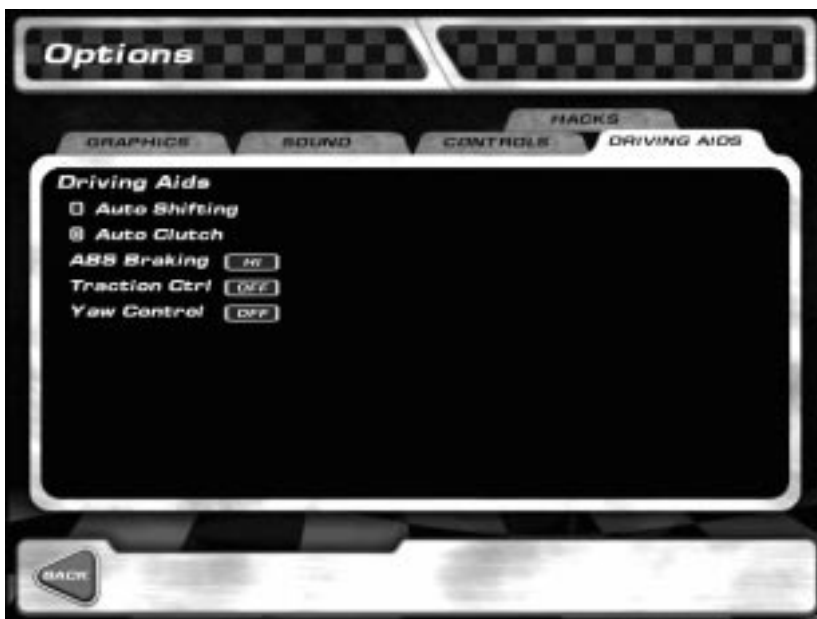 Options
HACKS
GRAPHICS SOUND CONTROLS DRIVING AIDS
Driving Aids
Auto Shifting
Auto Clutch
ABS Braking HI
Traction Ctrl OFF
Yaw Control OFF
BACK